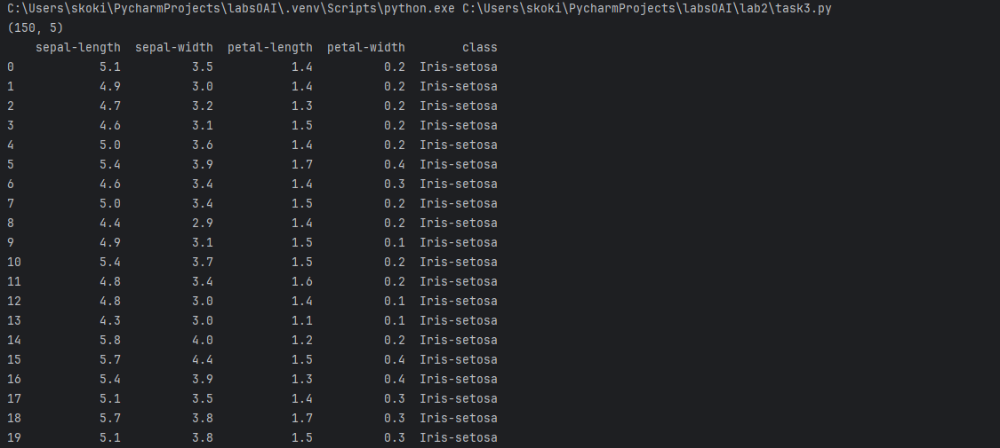 C:\Users\skoki\PycharmProjects\labsOAI\.venv\Scripts\python.exe C:\Users\skoki\PycharmProjects\labsOAI\lab2\task3.py
(150, 5)
    sepal-length  sepal-width  petal-length  petal-width        class
0            5.1          3.5           1.4          0.2  Iris-setosa
1            4.9          3.0           1.4          0.2  Iris-setosa
2            4.7          3.2           1.3          0.2  Iris-setosa
3            4.6          3.1           1.5          0.2  Iris-setosa
4            5.0          3.6           1.4          0.2  Iris-setosa
5            5.4          3.9           1.7          0.4  Iris-setosa
6            4.6          3.4           1.4          0.3  Iris-setosa
7            5.0          3.4           1.5          0.2  Iris-setosa
8            4.4          2.9           1.4          0.2  Iris-setosa
9            4.9          3.1           1.5          0.1  Iris-setosa
10           5.4          3.7           1.5          0.2  Iris-setosa
11           4.8          3.4           1.6          0.2  Iris-setosa
12           4.8          3.0           1.4          0.1  Iris-setosa
13           4.3          3.0           1.1          0.1  Iris-setosa
14           5.8          4.0           1.2          0.2  Iris-setosa
15           5.7          4.4           1.5          0.4  Iris-setosa
16           5.4          3.9           1.3          0.4  Iris-setosa
17           5.1          3.5           1.4          0.3  Iris-setosa
18           5.7          3.8           1.7          0.3  Iris-setosa
19           5.1          3.8           1.5          0.3  Iris-setosa